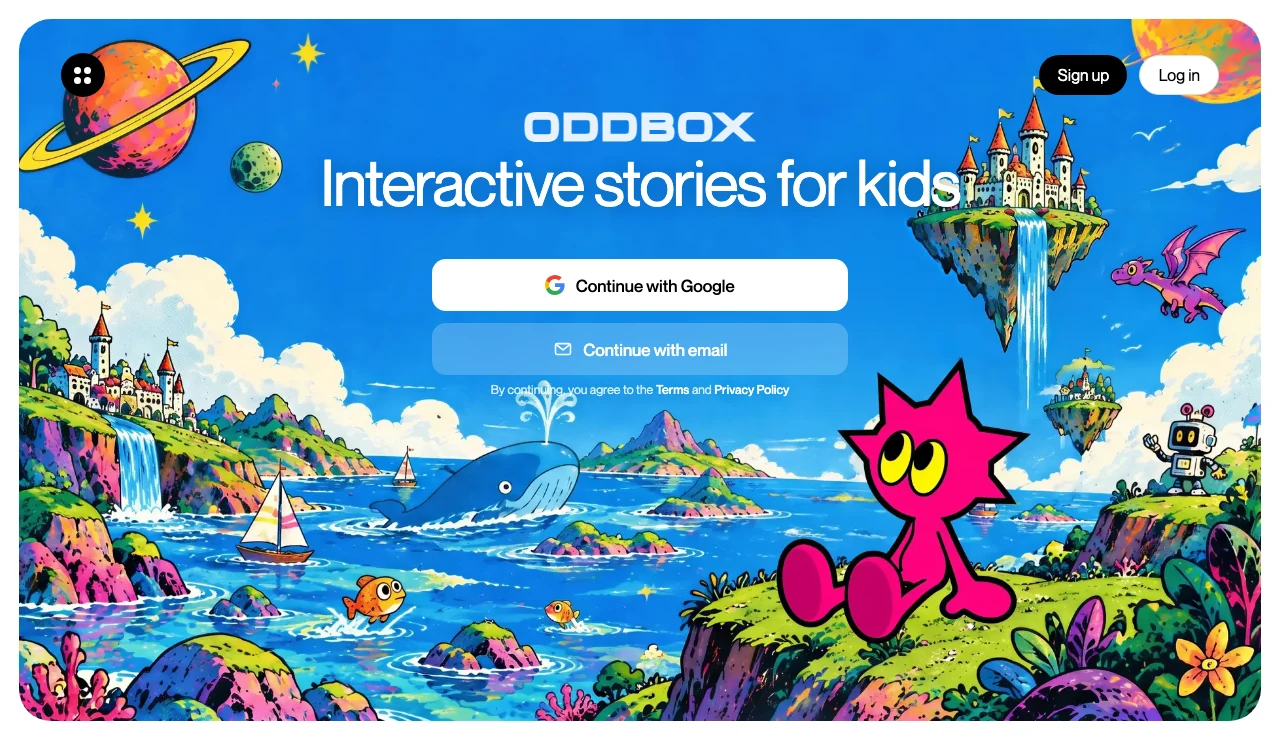 Sign up
Log in
ODDBOX
Interactive stories for kids
Continue with Google
Continue with email
By continuing, you agree to the Terms and Privacy Policy